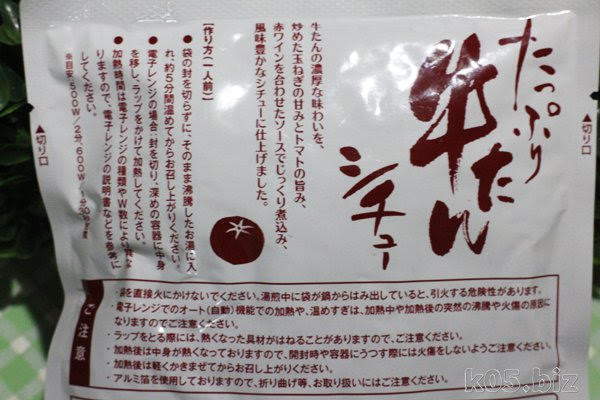 たっぷり
牛たん
シチュー
牛たんの濃厚な味わいを、
炒めた玉ねぎの甘みとトマトの旨み、
赤ワインを合わせたソースでじっくり煮込み、
風味豊かなシチューに仕上げました。
【作り方(一人前)】
●袋の封を切らずに、そのまま沸騰したお湯に入
れ、約5分間温めてからお召し上がりください。
●電子レンジの場合:封を切り、深めの容器に中身
を移し、ラップをかけて加熱してください。
●加熱時間は電子レンジの種類やW数により異な
りますので、電子レンジの説明書などを参考に
してください。
※目安:500W/2分、600W/1分30秒
◀切り口
切り口▶
ご注意
・袋を直接火にかけないでください。湯煎中に袋が鍋からはみ出していると、引火する危険性があります。
・電子レンジでのオート(自動)機能での加熱や、温めすぎは、加熱中や加熱後の突然の沸騰や火傷の原因に
なりますのでご注意ください。
・ラップをとる際には、熱くなった具材がはねることがありますので、ご注意ください。
・加熱後は中身が熱くなっておりますので、開封時や容器にうつす際には火傷をしないようご注意ください。
・加熱後は軽くかきまぜてからお召し上がりください。
・アルミ箔を使用しておりますので、折り曲げ等、お取り扱いにはご注意ください。
k05.biz